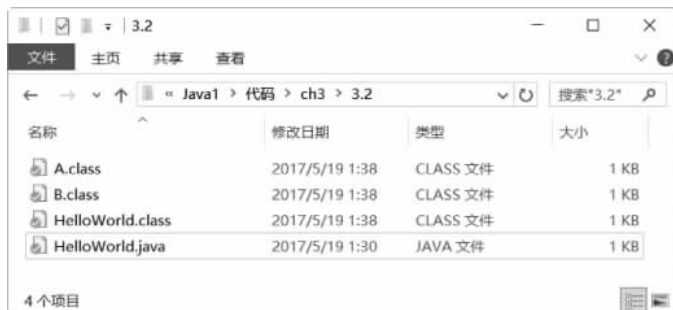 3.2
文件 主页 共享 查看
« Java1 > 代码 > ch3 > 3.2 搜索"3.2"
名称 修改日期 类型 大小
A.class 2017/5/19 1:38 CLASS 文件 1 KB
B.class 2017/5/19 1:38 CLASS 文件 1 KB
HelloWorld.class 2017/5/19 1:38 CLASS 文件 1 KB
HelloWorld.java 2017/5/19 1:30 JAVA 文件 1 KB
4 个项目